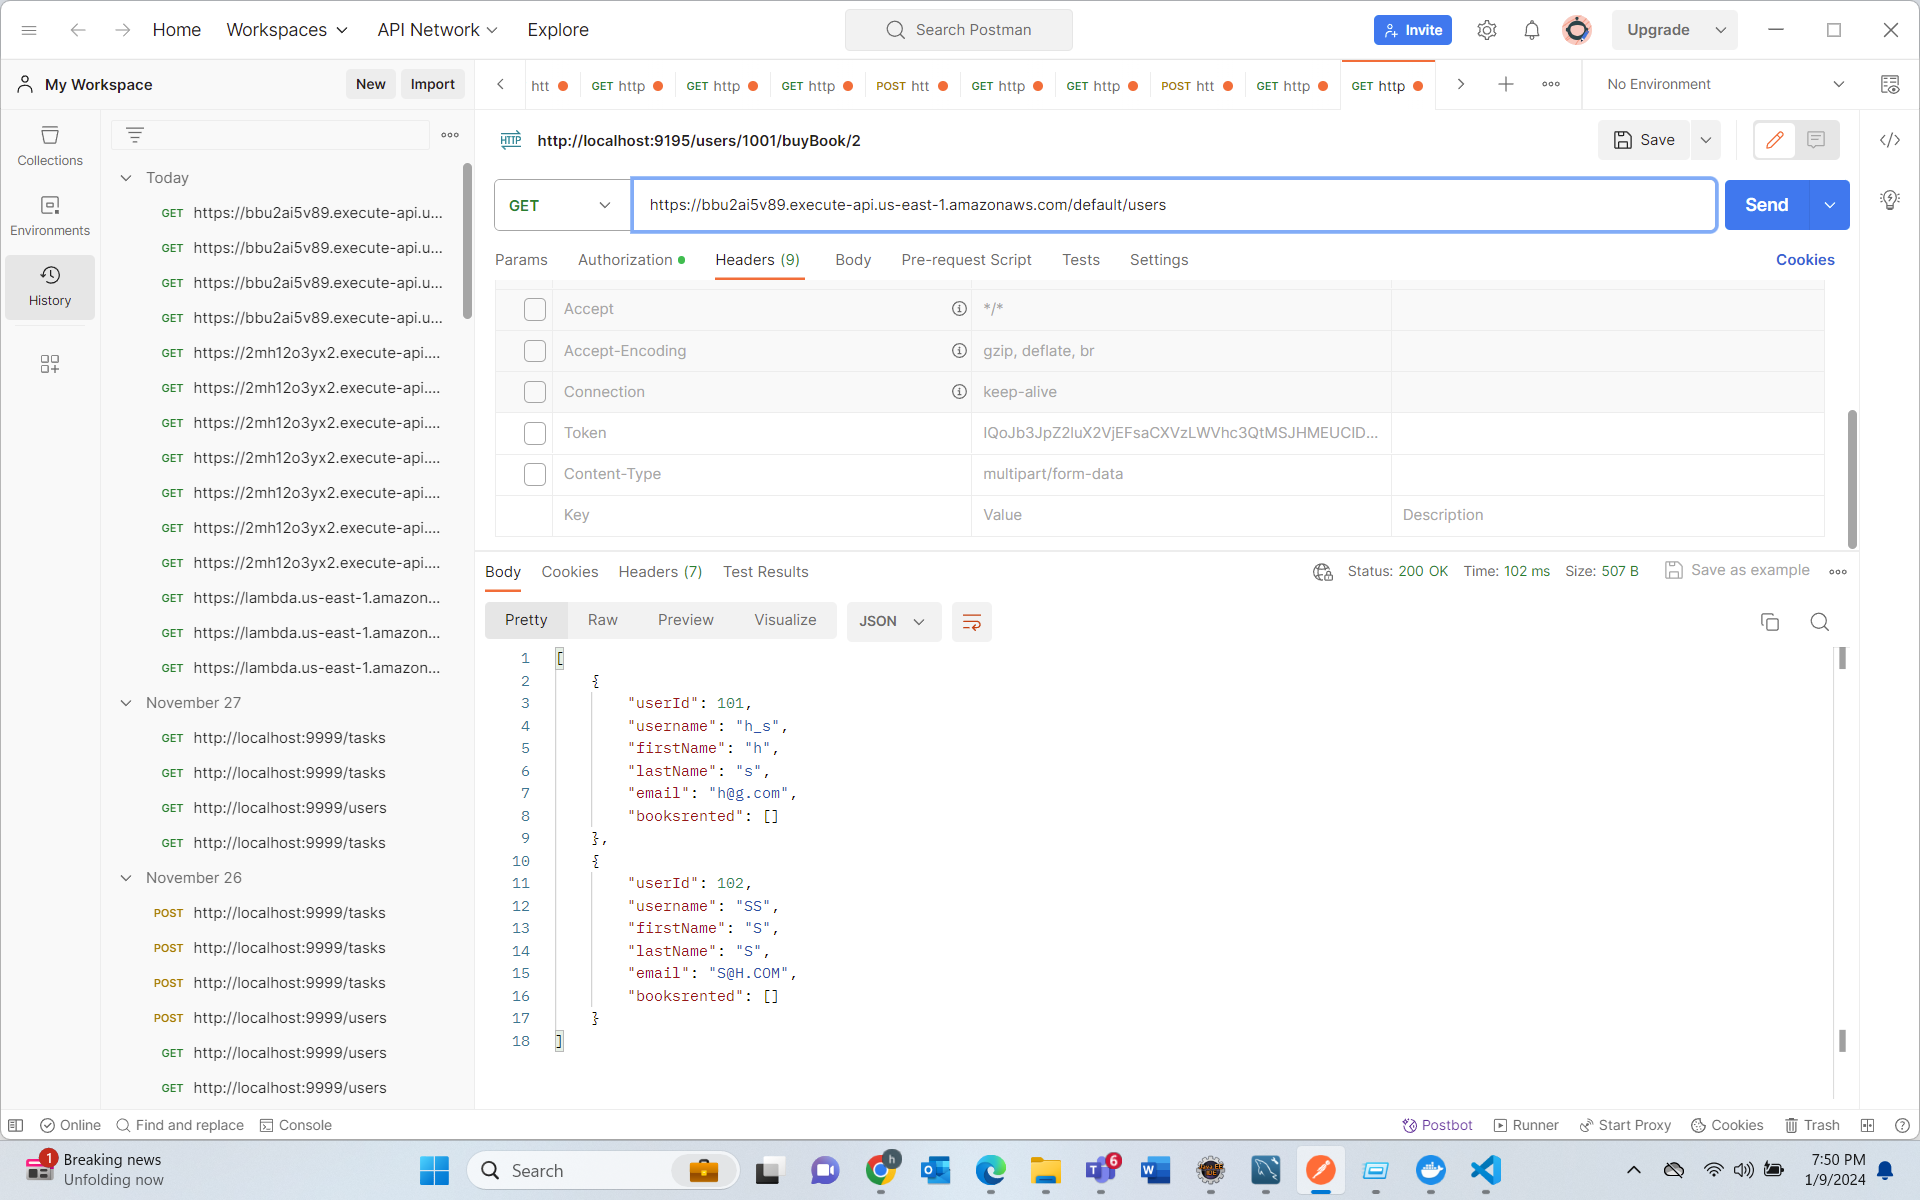 Home Workspaces API Network Explore Search Postman Invite Upgrade
My Workspace New Import htt GET http GET http GET http POST htt GET http GET http POST htt GET http GET http No Environment
Collections
Environments
History
Today
GET https://bbu2ai5v89.execute-api.u...
GET https://bbu2ai5v89.execute-api.u...
GET https://bbu2ai5v89.execute-api.u...
GET https://bbu2ai5v89.execute-api.u...
GET https://2mh12o3yx2.execute-api....
GET https://2mh12o3yx2.execute-api....
GET https://2mh12o3yx2.execute-api....
GET https://2mh12o3yx2.execute-api....
GET https://2mh12o3yx2.execute-api....
GET https://2mh12o3yx2.execute-api....
GET https://2mh12o3yx2.execute-api....
GET https://lambda.us-east-1.amazon...
GET https://lambda.us-east-1.amazon...
GET https://lambda.us-east-1.amazon...
November 27
GET http://localhost:9999/tasks
GET http://localhost:9999/tasks
GET http://localhost:9999/users
GET http://localhost:9999/tasks
November 26
POST http://localhost:9999/tasks
POST http://localhost:9999/tasks
POST http://localhost:9999/tasks
POST http://localhost:9999/users
GET http://localhost:9999/users
GET http://localhost:9999/users
HTTP http://localhost:9195/users/1001/buyBook/2 Save
GET https://bbu2ai5v89.execute-api.us-east-1.amazonaws.com/default/users Send
Params Authorization Headers (9) Body Pre-request Script Tests Settings Cookies
Accept */*
Accept-Encoding gzip, deflate, br
Connection keep-alive
Token IQoJb3JpZ2luX2VjEFsaCXVzLWVhc3QtMSJHMEUCID...
Content-Type multipart/form-data
Key Value Description
Body Cookies Headers (7) Test Results Status: 200 OK Time: 102 ms Size: 507 B Save as example
Pretty Raw Preview Visualize JSON
1 [
2 {
3 "userId": 101,
4 "username": "h_s",
5 "firstName": "h",
6 "lastName": "s",
7 "email": "h@g.com",
8 "booksrented": []
9 },
10 {
11 "userId": 102,
12 "username": "SS",
13 "firstName": "S",
14 "lastName": "S",
15 "email": "S@H.COM",
16 "booksrented": []
17 }
18 ]
Online Find and replace Console Postbot Runner Start Proxy Cookies Trash
1 Breaking news
Unfolding now
Search
h
6
7:50 PM
1/9/2024